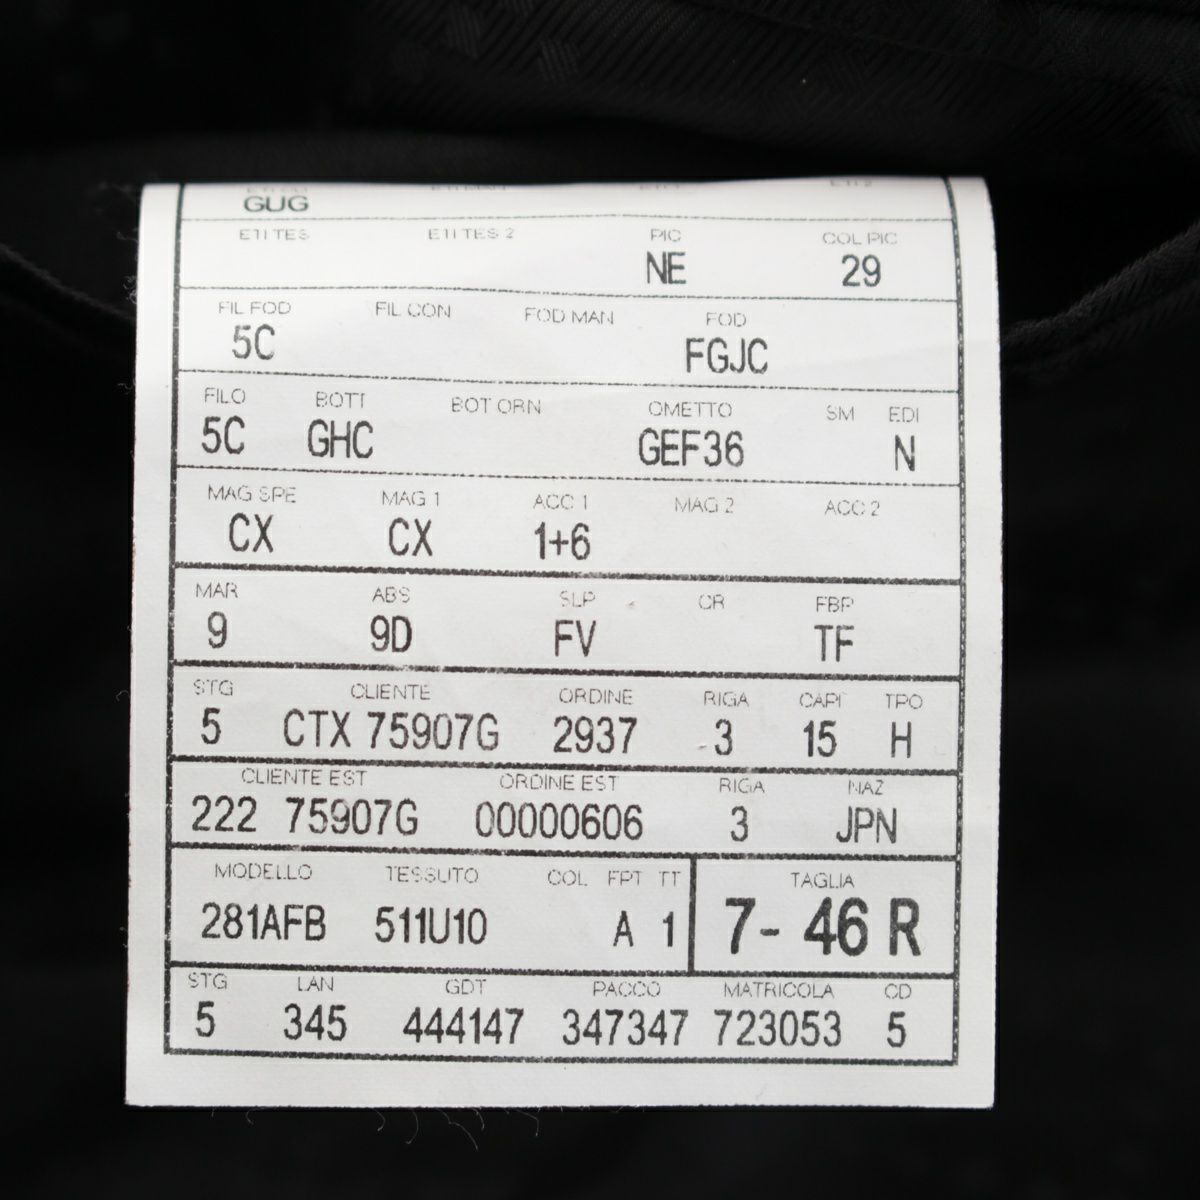 GUG
ETI TES ETI TES 2 PIC COL PIC
NE 29
FIL FOD FIL CON FOD MAN FOD
5C FGJC
FILO BOTT BOT ORN OMETTO SM EDI
5C GHC GEF36 N
MAG SPE MAG 1 ACC 1 MAG 2 ACC 2
CX CX 1+6
MAR ABS SLP CR FBP
9 9D FV TF
STG CLIENTE ORDINE RIGA CAPI TPO
5 CTX 75907G 2937 3 15 H
CLIENTE EST ORDINE EST RIGA NAZ
222 75907G 00000606 3 JPN
MODELLO TESSUTO COL FPT TT TAGLIA
281AFB 511U10 A 1 7- 46 R
STG LAN GDT PACCO MATRICOLA CD
5 345 444147 347347 723053 5